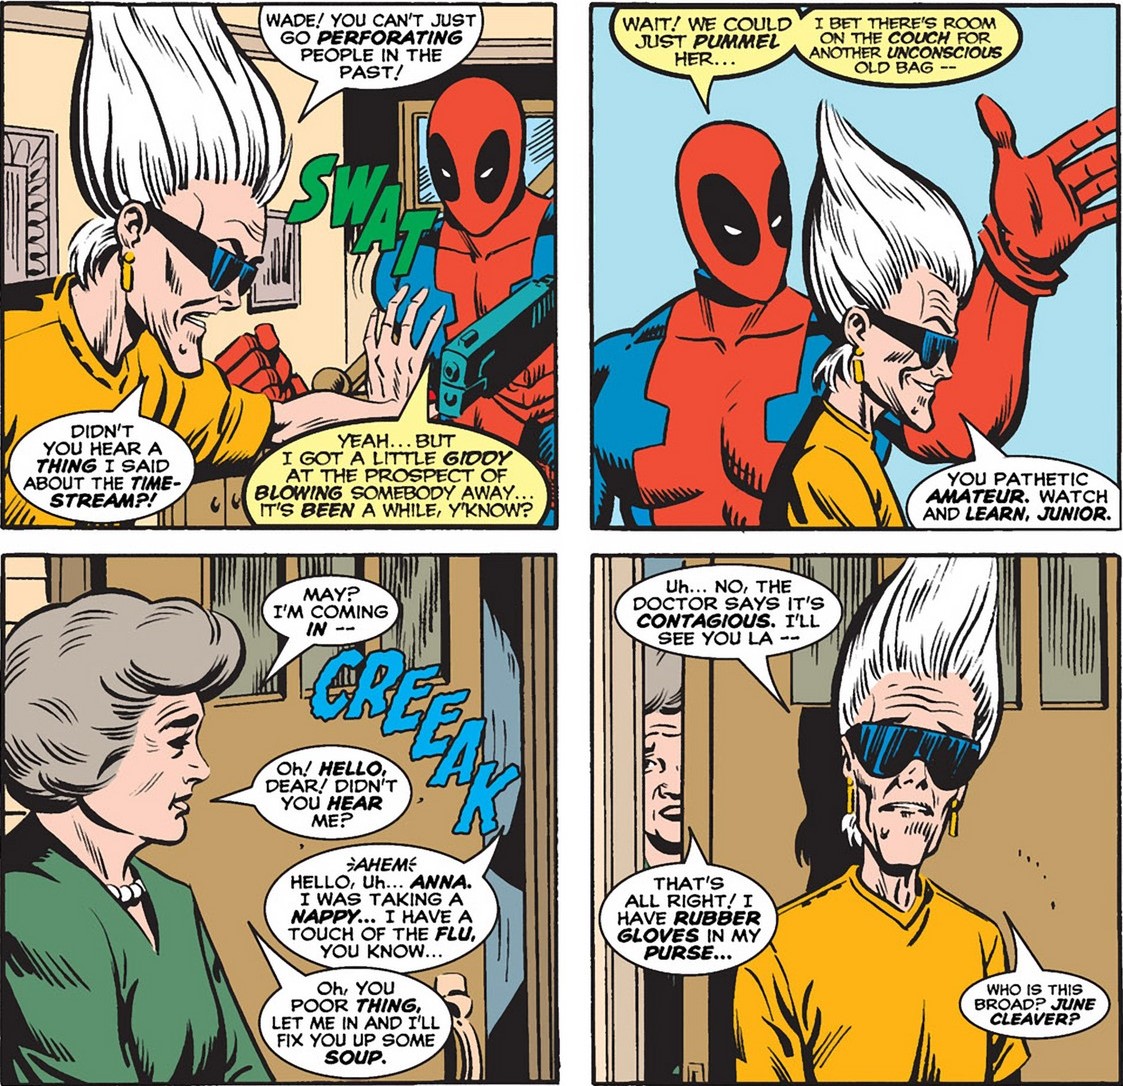 WADE! YOU CAN'T JUST
GO PERFORATING
PEOPLE IN THE
PAST!
SWAT
DIDN'T
YOU HEAR A
THING I SAID
ABOUT THE TIME-
STREAM?!
YEAH... BUT
I GOT A LITTLE GIDDY
AT THE PROSPECT OF
BLOWING SOMEBODY AWAY...
IT'S BEEN A WHILE, Y'KNOW?
WAIT! WE COULD
JUST PUMMEL
HER...
I BET THERE'S ROOM
ON THE COUCH FOR
ANOTHER UNCONSCIOUS
OLD BAG --
YOU PATHETIC
AMATEUR. WATCH
AND LEARN, JUNIOR.
MAY?
I'M COMING
IN --
CREEEAK
Oh! HELLO,
DEAR! DIDN'T
YOU HEAR
ME?
AHEM
HELLO, Uh... ANNA.
I WAS TAKING A
NAPPY... I HAVE A
TOUCH OF THE FLU,
YOU KNOW...
Oh, YOU
POOR THING,
LET ME IN AND I'LL
FIX YOU UP SOME
SOUP.
Uh... NO, THE
DOCTOR SAYS IT'S
CONTAGIOUS. I'LL
SEE YOU LA --
THAT'S
ALL RIGHT! I
HAVE RUBBER
GLOVES IN MY
PURSE...
WHO IS THIS
BROAD? JUNE
CLEAVER?